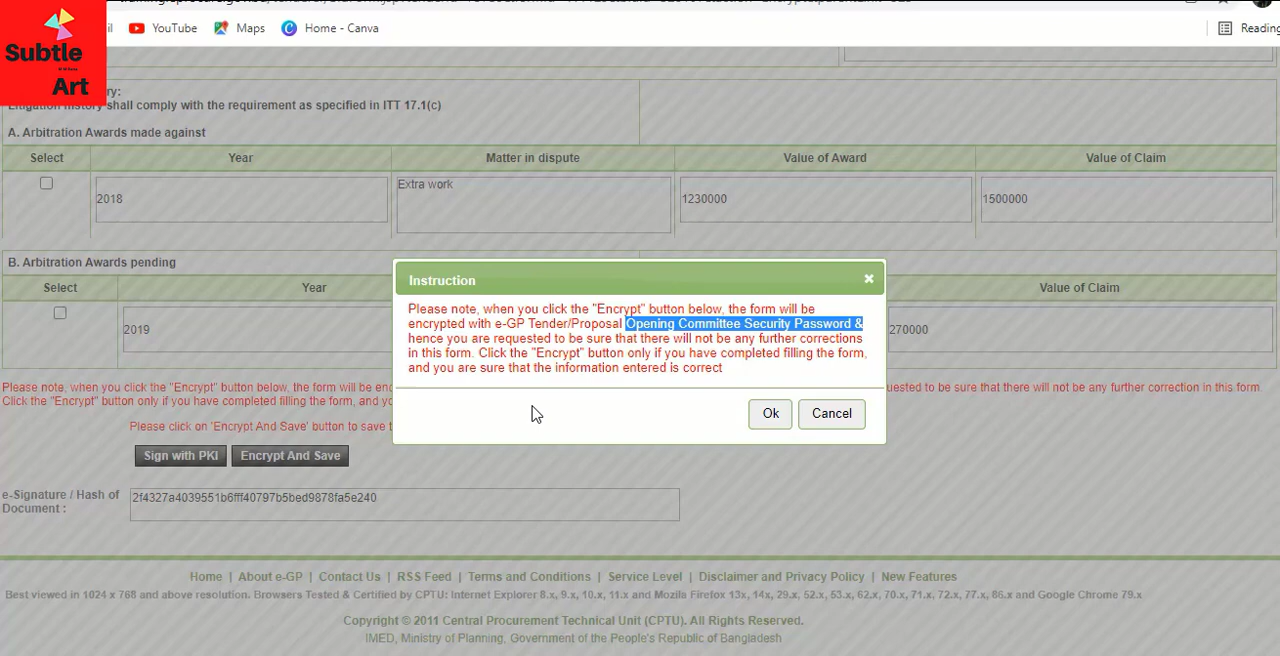 YouTube
Maps
Home - Canva
Reading
Subtle
Art
ry:
Litigation history shall comply with the requirement as specified in ITT 17.1(c)
A. Arbitration Awards made against
Select Year Matter in dispute Value of Award Value of Claim
2018 Extra work 1230000 1500000
B. Arbitration Awards pending
Select Year Value of Claim
2019 270000
Instruction
Please note, when you click the "Encrypt" button below, the form will be
encrypted with e-GP Tender/Proposal Opening Committee Security Password &
hence you are requested to be sure that there will not be any further corrections
in this form. Click the "Encrypt" button only if you have completed filling the form,
and you are sure that the information entered is correct
Ok Cancel
Please note, when you click the "Encrypt" button below, the form will be enc
uested to be sure that there will not be any further correction in this form.
Click the "Encrypt" button only if you have completed filling the form, and yo
Please click on 'Encrypt And Save' button to save t
Sign with PKI Encrypt And Save
e-Signature / Hash of
Document :
2f4327a4039551b6fff40797b5bed9878fa5e240
Home | About e-GP | Contact Us | RSS Feed | Terms and Conditions | Service Level | Disclaimer and Privacy Policy | New Features
Best viewed in 1024 x 768 and above resolution. Browsers Tested & Certified by CPTU: Internet Explorer 8.x, 9.x, 10.x, 11.x and Mozila Firefox 13x, 14x, 29.x, 52.x, 53.x, 62.x, 70.x, 71.x, 72.x, 77.x, 86.x and Google Chrome 79.x
Copyright © 2011 Central Procurement Technical Unit (CPTU). All Rights Reserved.
IMED, Ministry of Planning, Government of the People's Republic of Bangladesh